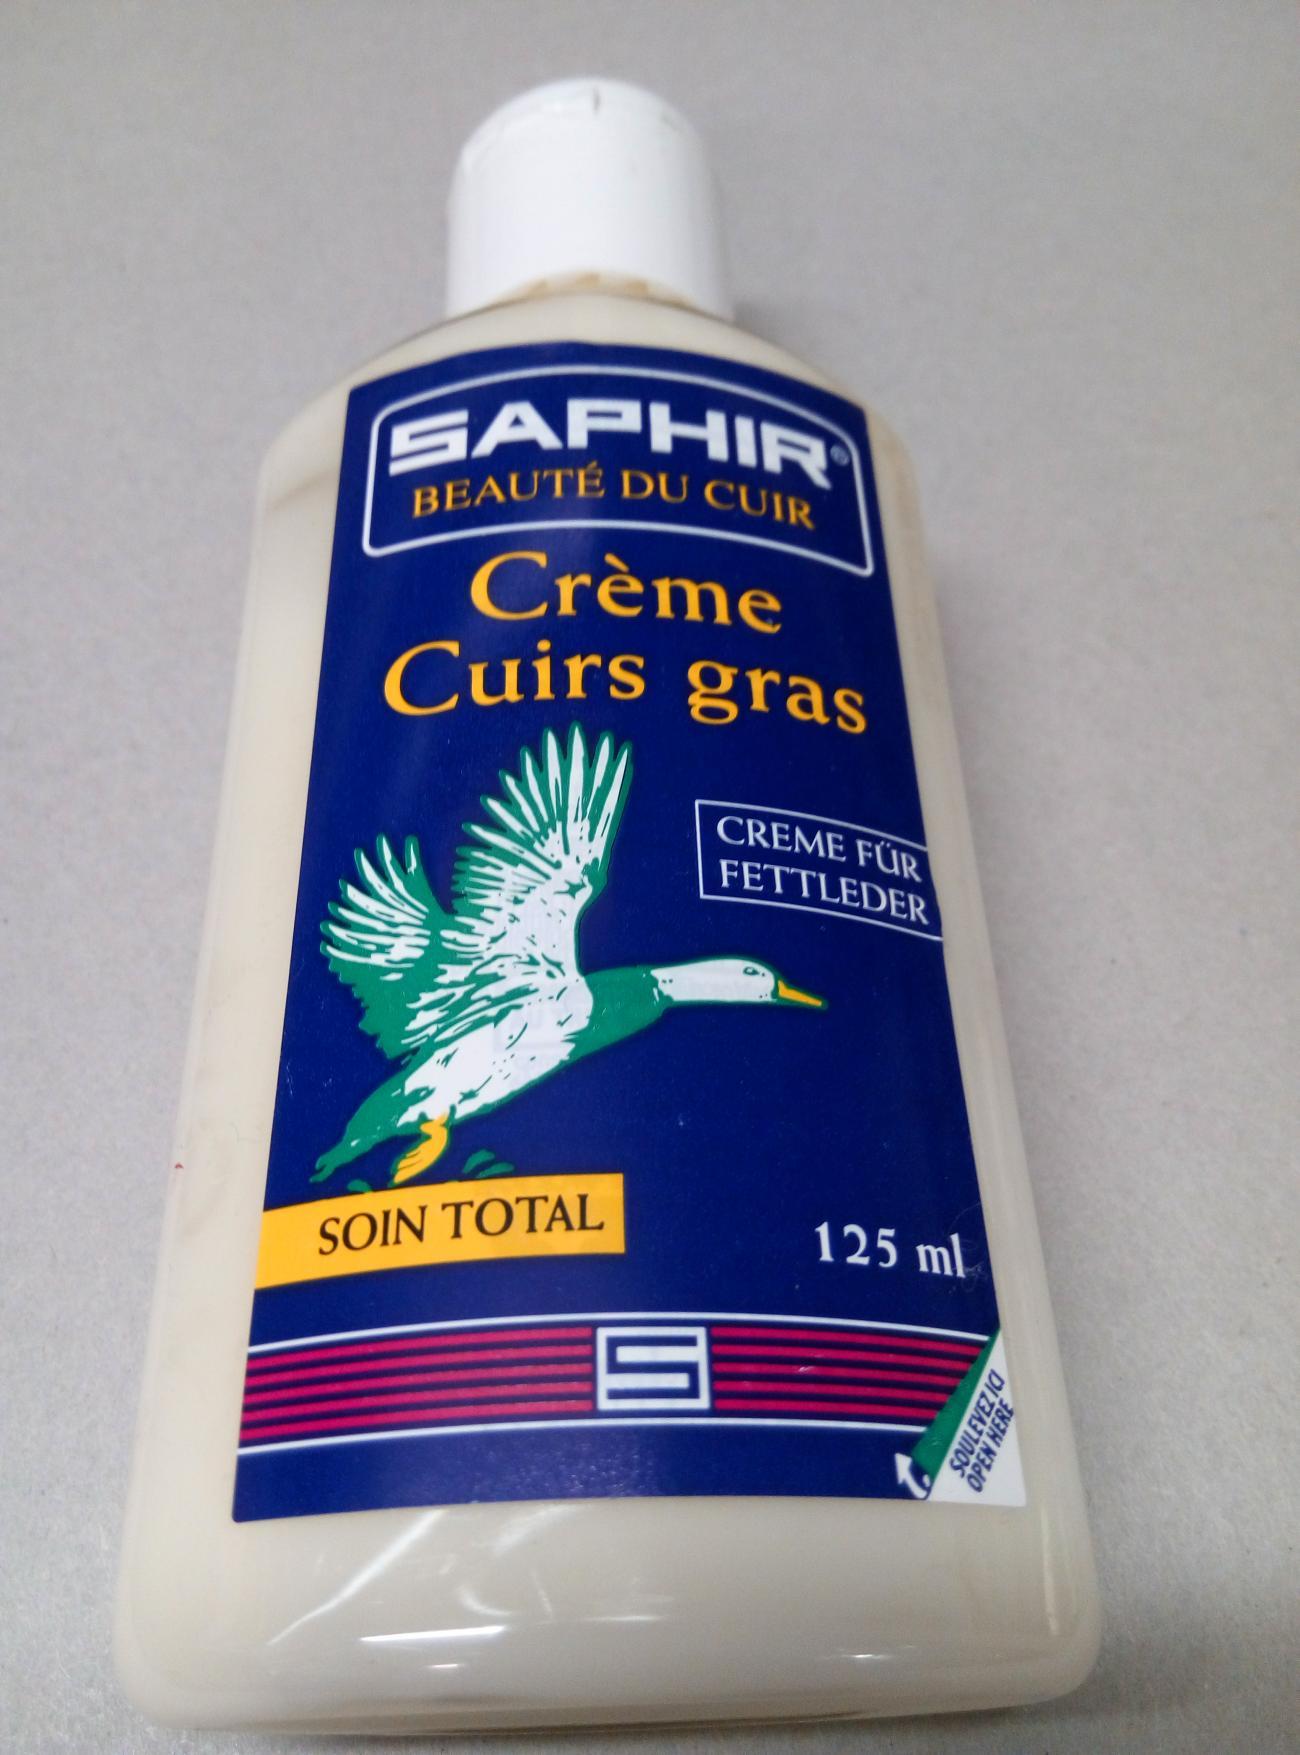 SAPHIR®
BEAUTÉ DU CUIR
Crème
Cuirs gras
CREME FÜR
FETTLEDER
SOIN TOTAL
125 ml
S
SOULEVEZ ICI
OPEN HERE